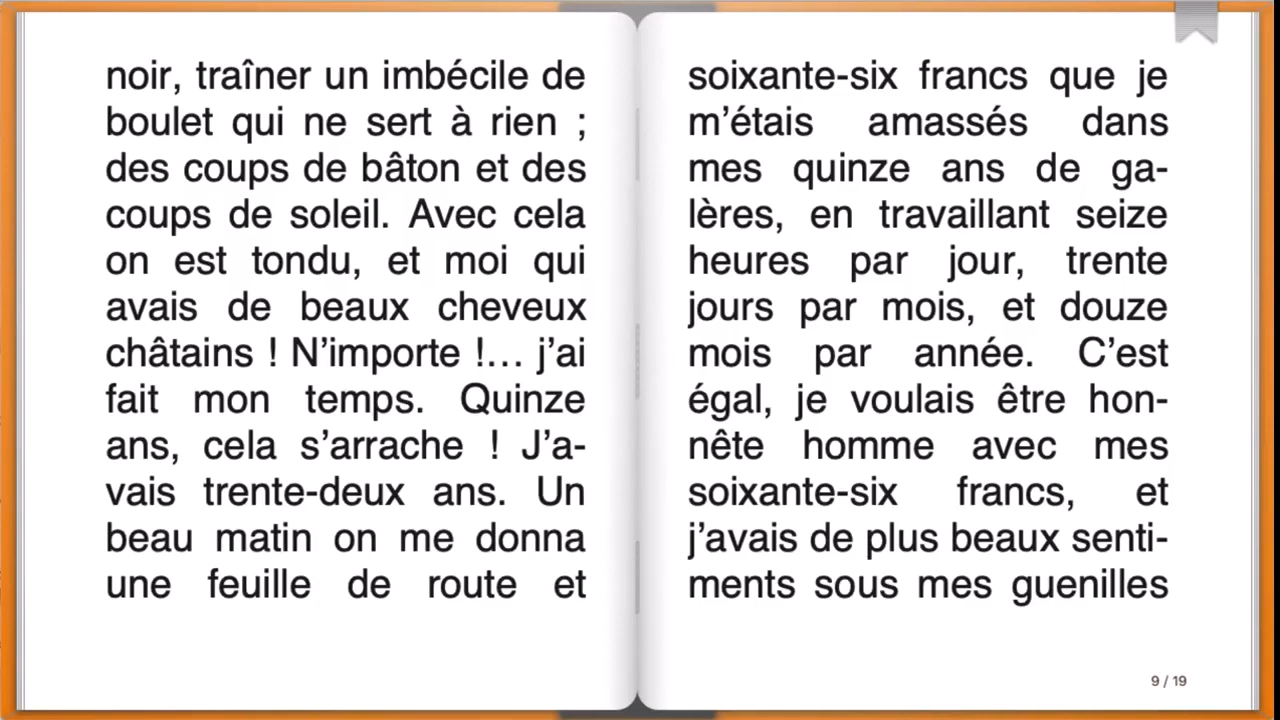 noir, traîner un imbécile de
boulet qui ne sert à rien ;
des coups de bâton et des
coups de soleil. Avec cela
on est tondu, et moi qui
avais de beaux cheveux
châtains ! N’importe !… j’ai
fait mon temps. Quinze
ans, cela s’arrache ! J’a-
vais trente-deux ans. Un
beau matin on me donna
une feuille de route et
soixante-six francs que je
m’étais amassés dans
mes quinze ans de ga-
lères, en travaillant seize
heures par jour, trente
jours par mois, et douze
mois par année. C’est
égal, je voulais être hon-
nête homme avec mes
soixante-six francs, et
j’avais de plus beaux senti-
ments sous mes guenilles
9 / 19